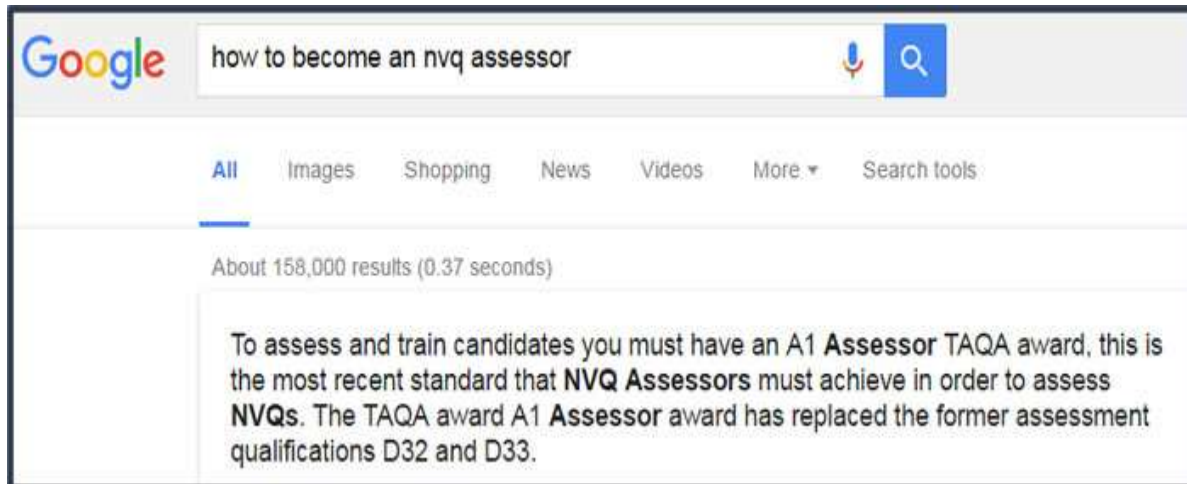 Google how to become an nvq assessor
All Images Shopping News Videos More Search tools
About 158,000 results (0.37 seconds)
To assess and train candidates you must have an A1 Assessor TAQA award, this is
the most recent standard that NVQ Assessors must achieve in order to assess
NVQs. The TAQA award A1 Assessor award has replaced the former assessment
qualifications D32 and D33.